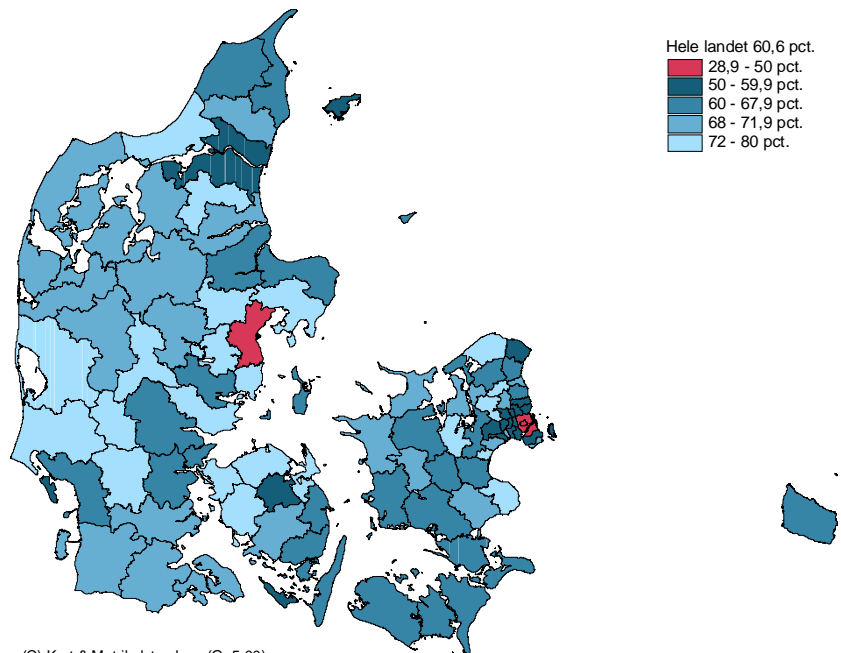 Hele landet 60,6 pct.
28,9 - 50 pct.
50 - 59,9 pct.
60 - 67,9 pct.
68 - 71,9 pct.
72 - 80 pct.